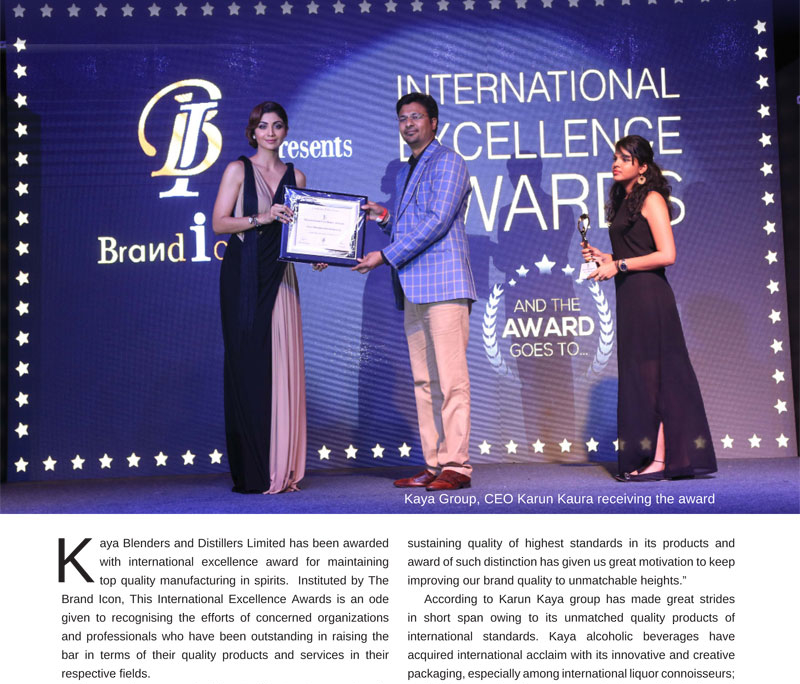 BI
Brand i
resents
INTERNATIONAL
EXCELLENCE
AWARDS
AND THE
AWARD
GOES TO...
Kaya Group, CEO Karun Kaura receiving the award
Kaya Blenders and Distillers Limited has been awarded
with international excellence award for maintaining
top quality manufacturing in spirits. Instituted by The
Brand Icon, This International Excellence Awards is an ode
given to recognising the efforts of concerned organizations
and professionals who have been outstanding in raising the
bar in terms of their quality products and services in their
respective fields.
sustaining quality of highest standards in its products and
award of such distinction has given us great motivation to keep
improving our brand quality to unmatchable heights.”
According to Karun Kaya group has made great strides
in short span owing to its unmatched quality products of
international standards. Kaya alcoholic beverages have
acquired international acclaim with its innovative and creative
packaging, especially among international liquor connoisseurs;